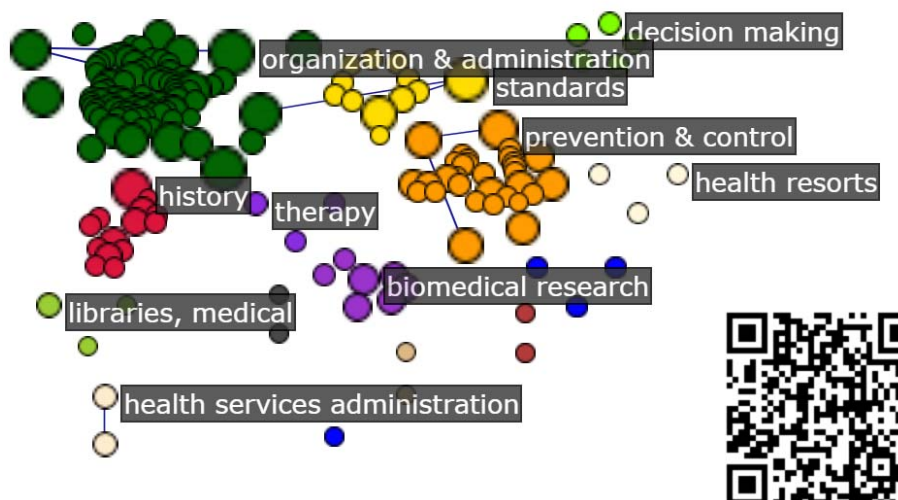 decision making
organization & administration
standards
prevention & control
health resorts
history
therapy
biomedical research
libraries, medical
health services administration